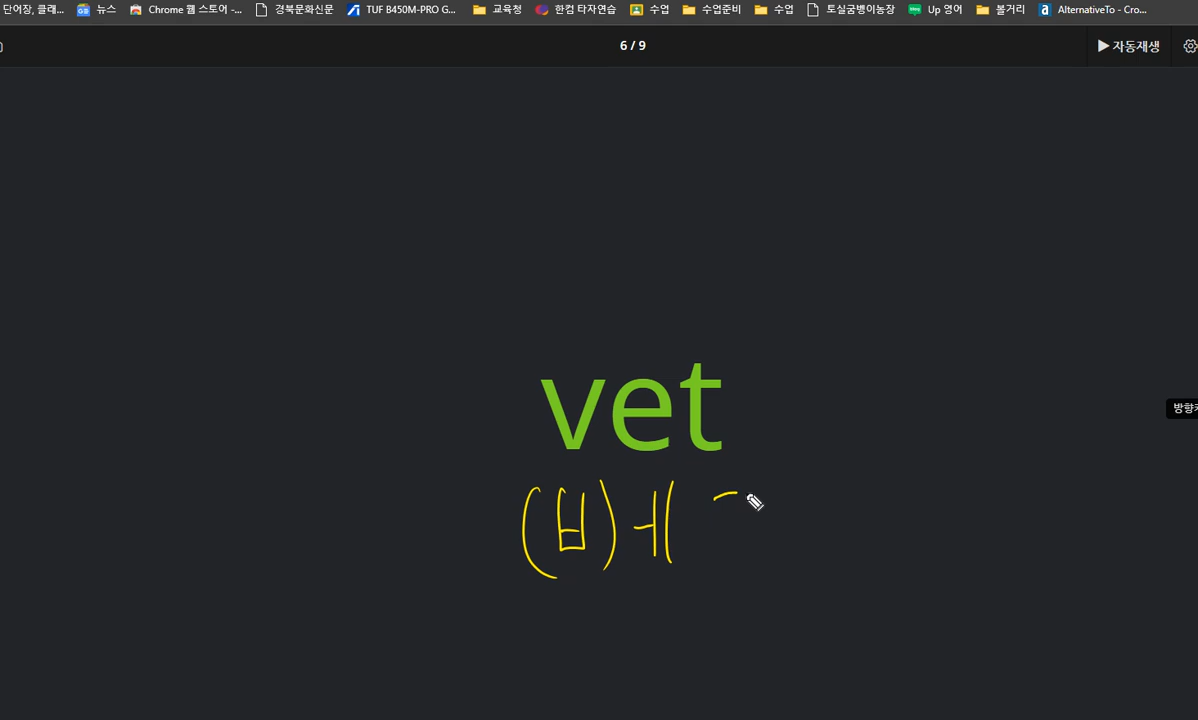 단어장, 클래... 뉴스 Chrome 웹 스토어 -... 경북문화신문 TUF B450M-PRO G... 교육청 한컴 타자연습 수업 수업준비 수업 토실굼벵이농장 Up 영어 볼거리 AlternativeTo - Cro...
6 / 9 ▶ 자동재생
vet
방향키
(ㅂ) ㅔ